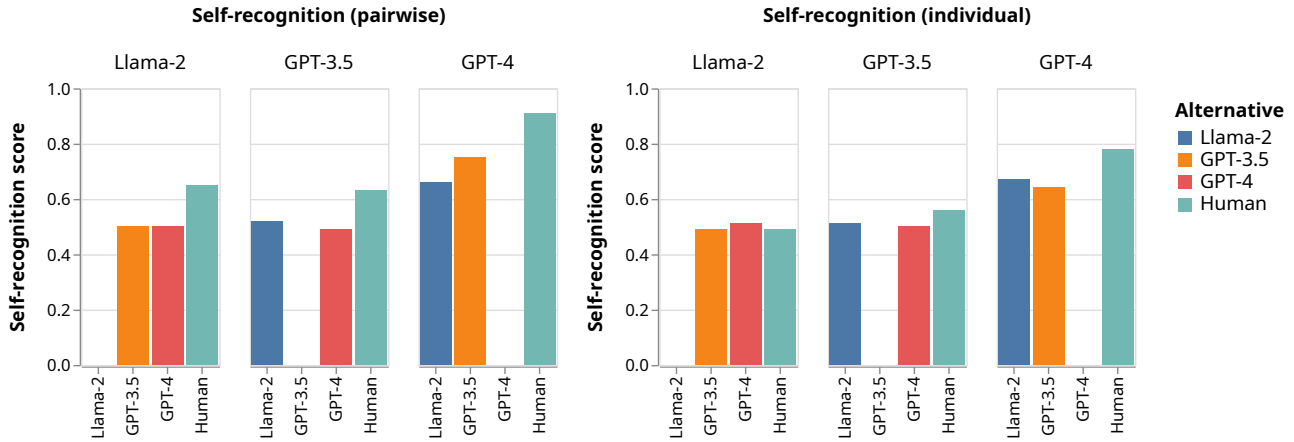 Self-recognition (pairwise)
Self-recognition (individual)
Llama-2
GPT-3.5
GPT-4
Llama-2
GPT-3.5
GPT-4
Self-recognition score
1.0
0.8
0.6
0.4
0.2
0.0
Llama-2
GPT-3.5
GPT-4
Human
Llama-2
GPT-3.5
GPT-4
Human
Llama-2
GPT-3.5
GPT-4
Human
Self-recognition score
1.0
0.8
0.6
0.4
0.2
0.0
Llama-2
GPT-3.5
GPT-4
Human
Llama-2
GPT-3.5
GPT-4
Human
Llama-2
GPT-3.5
GPT-4
Human
Alternative
Llama-2
GPT-3.5
GPT-4
Human